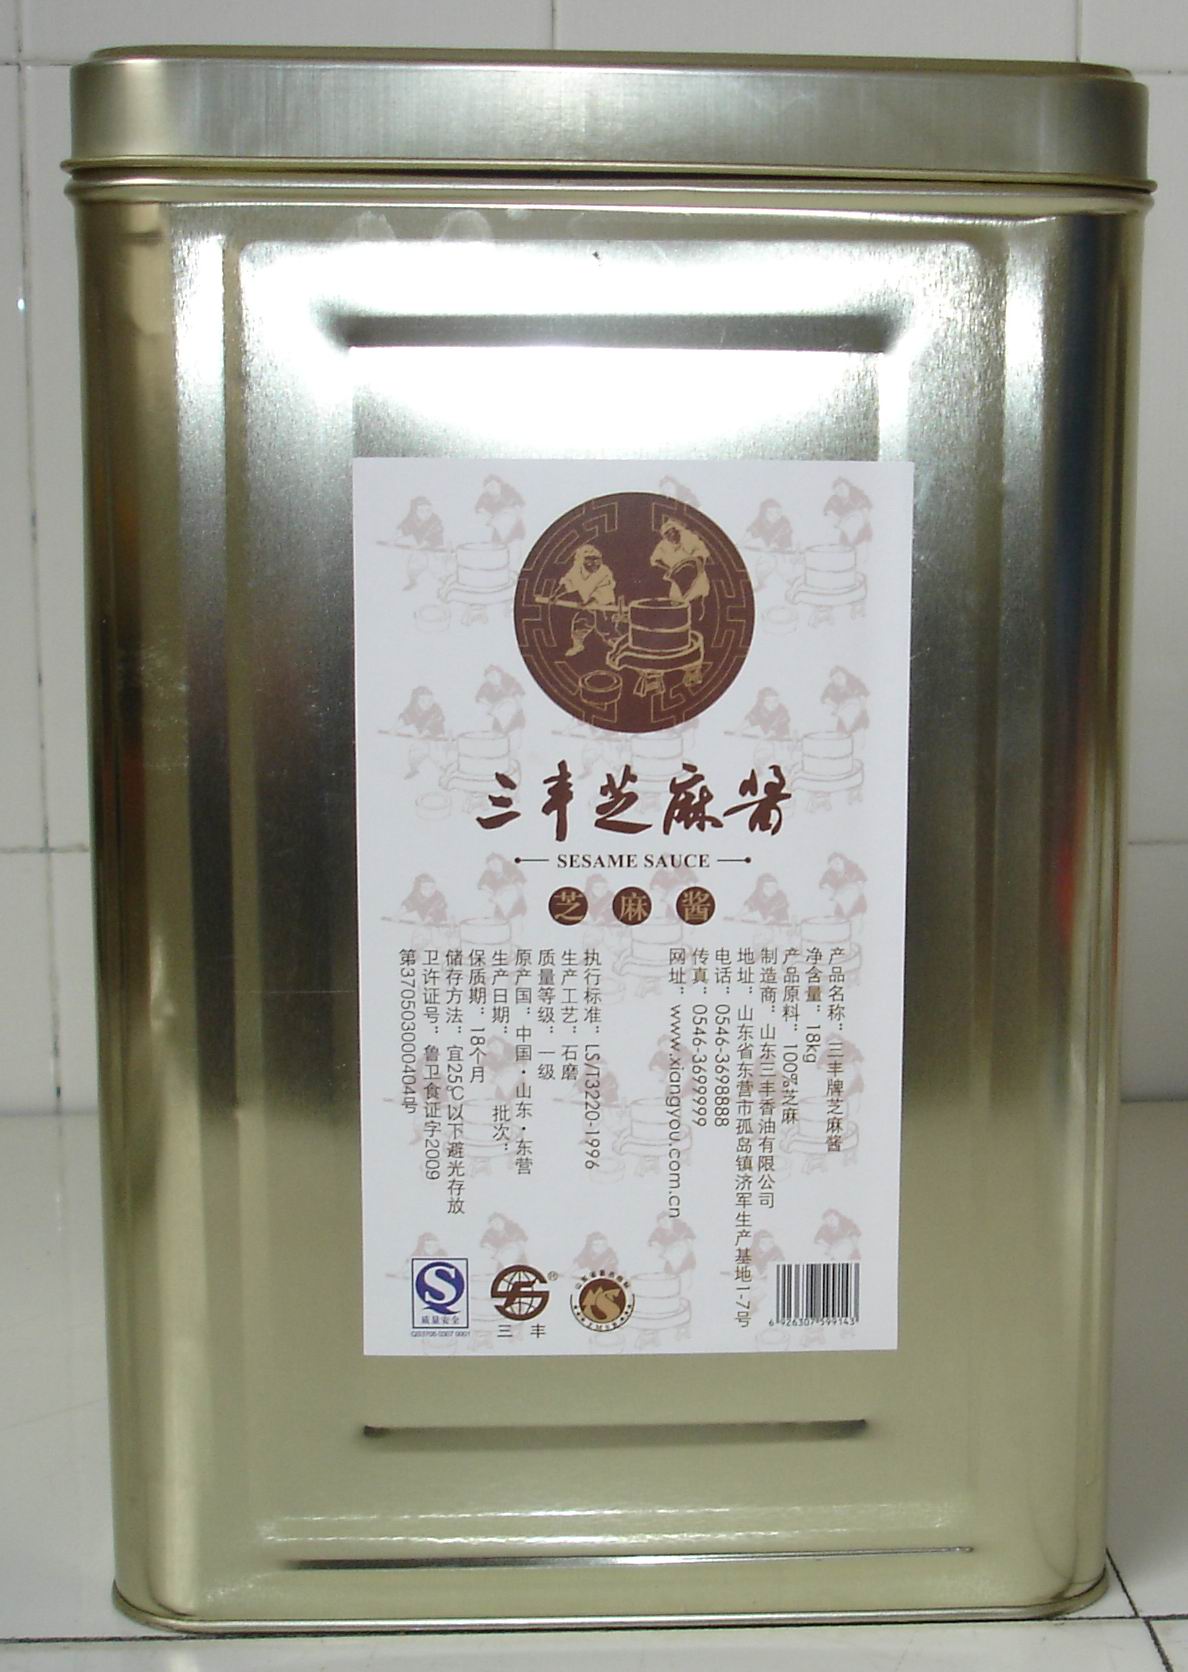 三丰芝麻酱
SESAME SAUCE
芝麻酱
产品名称：三丰牌芝麻酱
净含量：18kg
产品原料：100%芝麻
制造商：山东三丰香油有限公司
地址：山东省东营市孤岛镇济军生产基地1-7号
电话：0546-3698888
传真：0546-3699999
网址：www.xiangyou.com.cn
执行标准：LS/T3220-1996
生产工艺：石磨
质量等级：一级
原产国：中国·山东·东营
生产日期：　批次：
保质期：18个月
储存方法：宜25℃以下避光存放
卫许证号：鲁卫食证字2009
第370503000404号
质量安全
QS3705 0307 0001
三丰
6 926307 599143